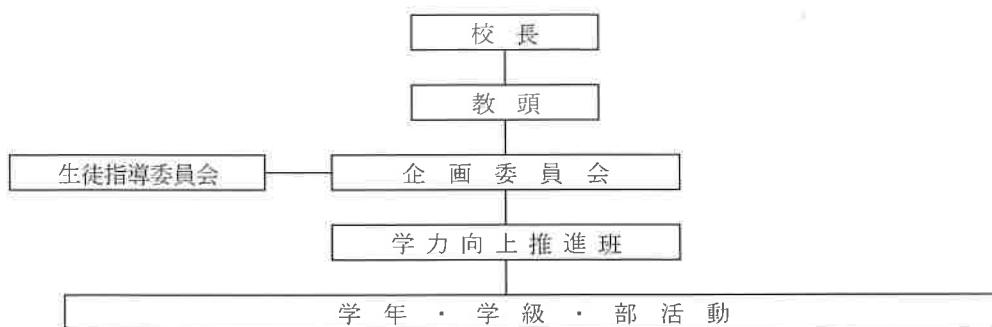 校長
教頭
生徒指導委員会
企画委員会
学力向上推進班
学年・学級・部活動